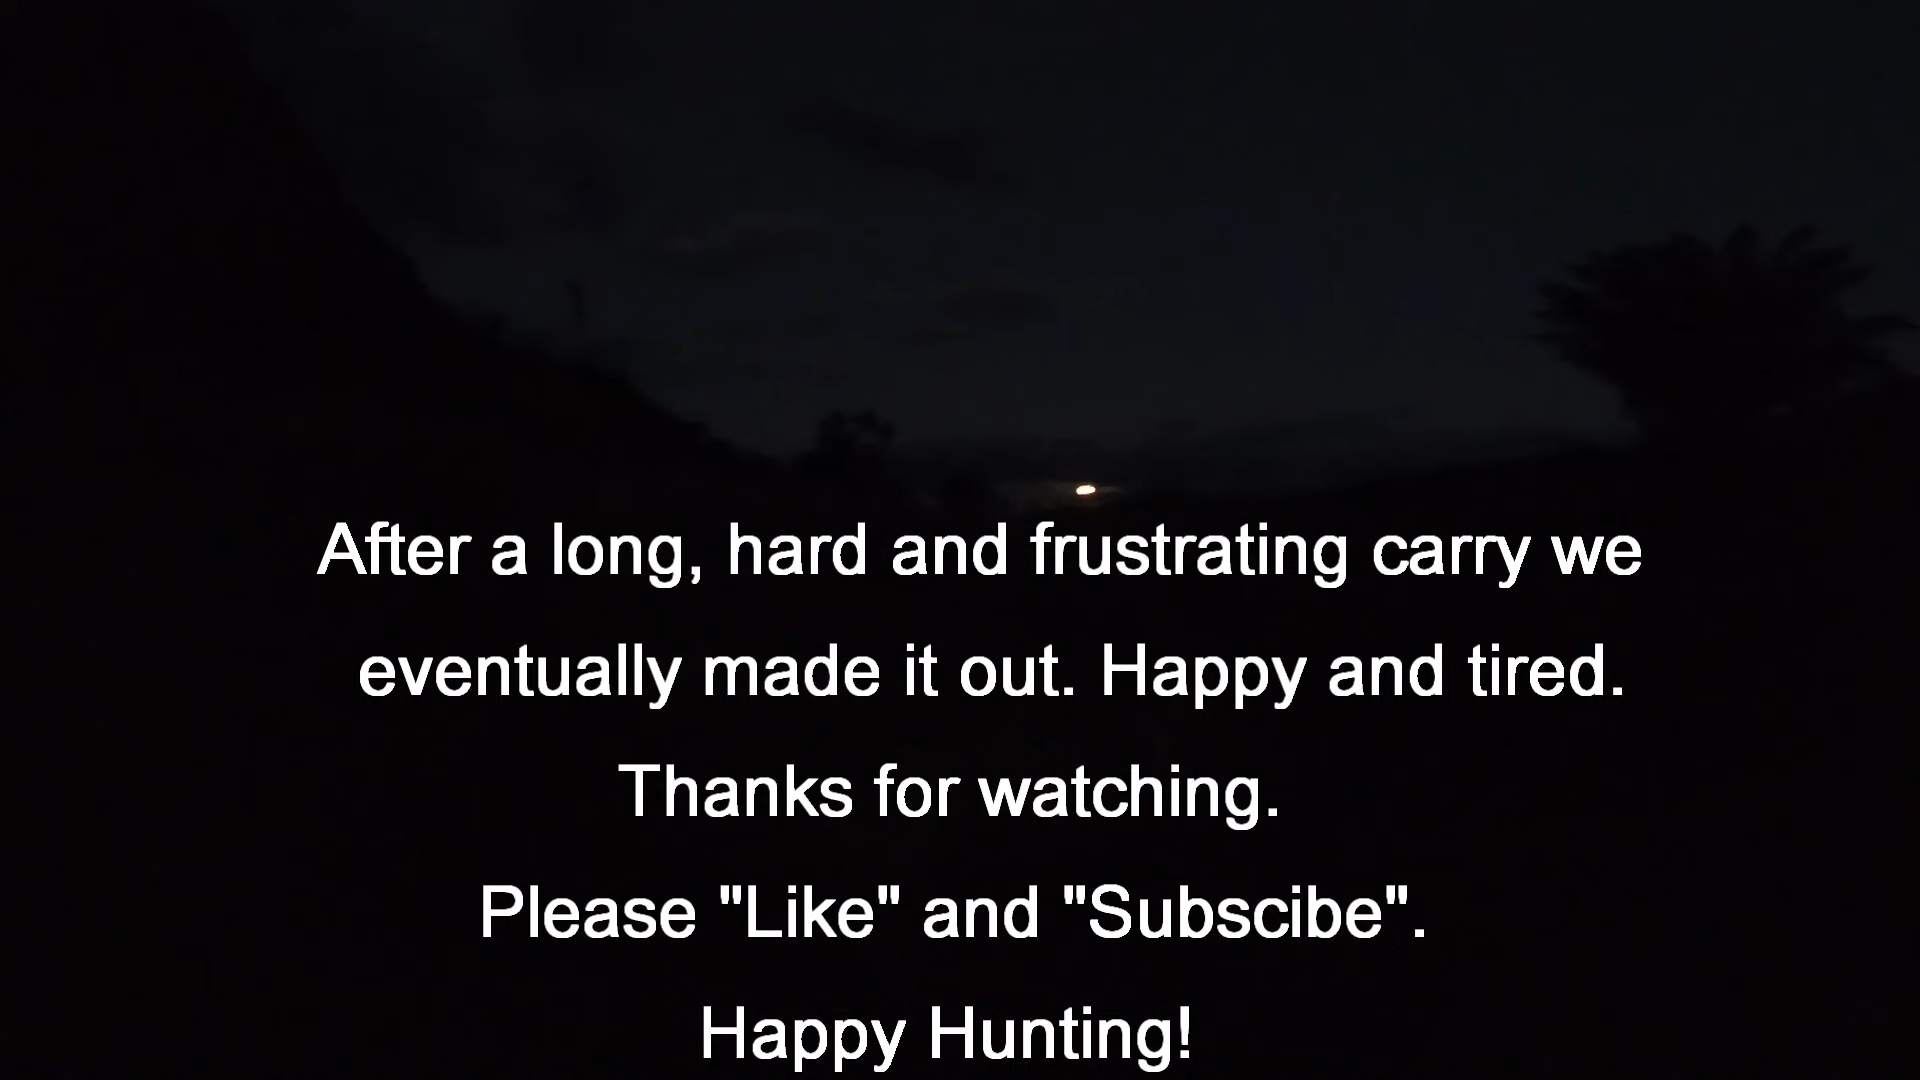 After a long, hard and frustrating carry we
eventually made it out. Happy and tired.
Thanks for watching.
Please "Like" and "Subscibe".
Happy Hunting!